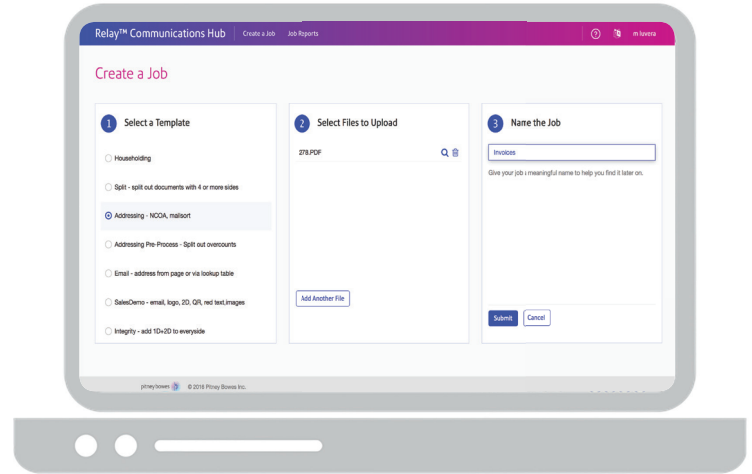 Relay™ Communications Hub Create a Job Job Reports m luvera
Create a Job
1 Select a Template
Householding
Split - split out documents with 4 or more sides
Addressing - NCOA, mailsort
Addressing Pre-Process - Split out overcounts
Email - address from page or via lookup table
SalesDemo - email, logo, 2D, QR, red text,images
Integrity - add 1D+2D to everyside
2 Select Files to Upload
278.PDF
Add Another File
3 Name the Job
Invoices
Give your job a meaningful name to help you find it later on.
Submit Cancel
pitney bowes © 2016 Pitney Bowes Inc.